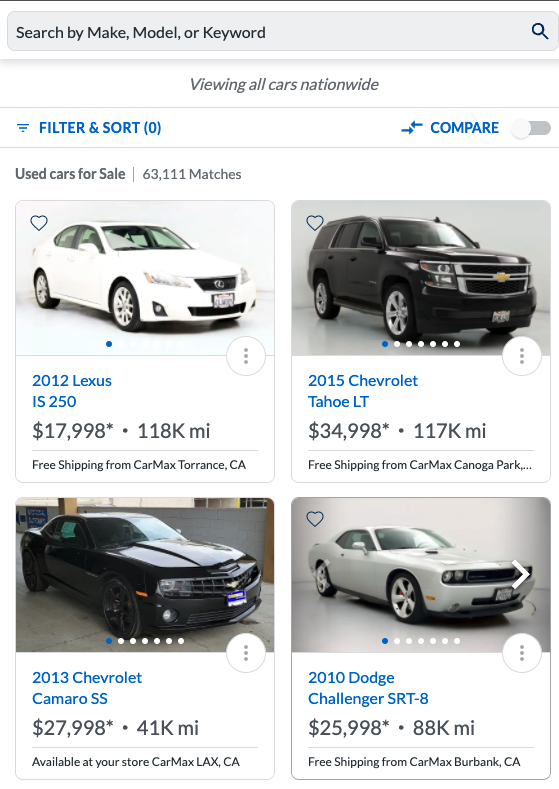 Search by Make, Model, or Keyword
Viewing all cars nationwide
FILTER & SORT (0)
COMPARE
Used cars for Sale | 63,111 Matches
2012 Lexus
IS 250
$17,998* • 118K mi
Free Shipping from CarMax Torrance, CA
2015 Chevrolet
Tahoe LT
$34,998* • 117K mi
Free Shipping from CarMax Canoga Park,...
2013 Chevrolet
Camaro SS
$27,998* • 41K mi
Available at your store CarMax LAX, CA
2010 Dodge
Challenger SRT-8
$25,998* • 88K mi
Free Shipping from CarMax Burbank, CA